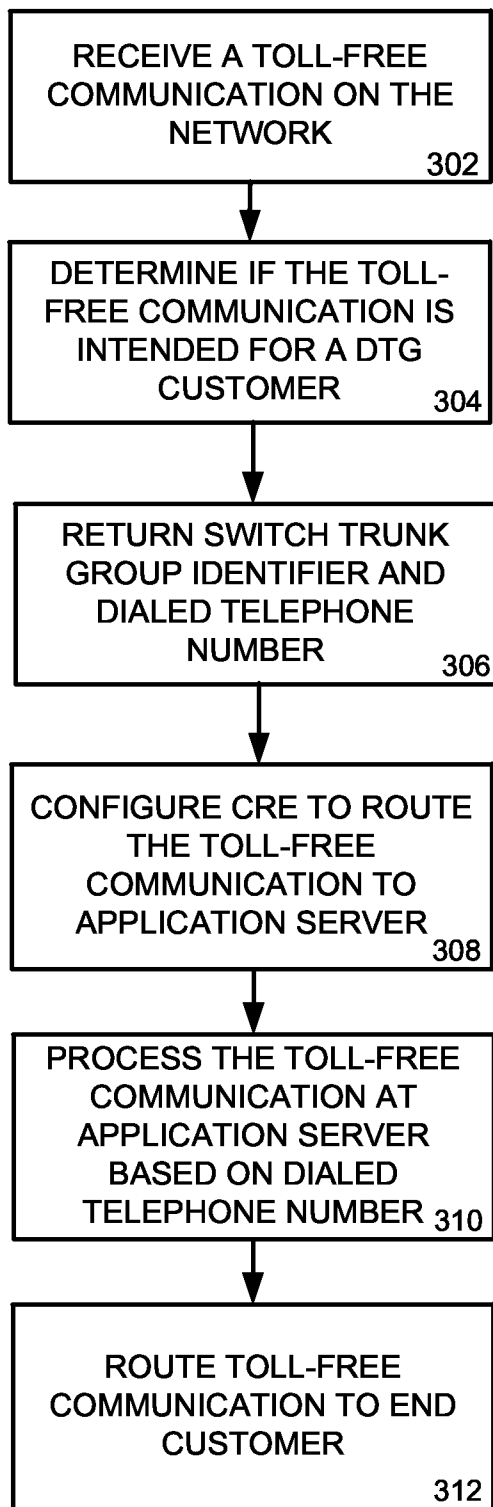 RECEIVE A TOLL-FREE
COMMUNICATION ON THE
NETWORK
302
DETERMINE IF THE TOLL-
FREE COMMUNICATION IS
INTENDED FOR A DTG
CUSTOMER
304
RETURN SWITCH TRUNK
GROUP IDENTIFIER AND
DIALED TELEPHONE
NUMBER
306
CONFIGURE CRE TO ROUTE
THE TOLL-FREE
COMMUNICATION TO
APPLICATION SERVER
308
PROCESS THE TOLL-FREE
COMMUNICATION AT
APPLICATION SERVER
BASED ON DIALED
TELEPHONE NUMBER 310
ROUTE TOLL-FREE
COMMUNICATION TO END
CUSTOMER
312